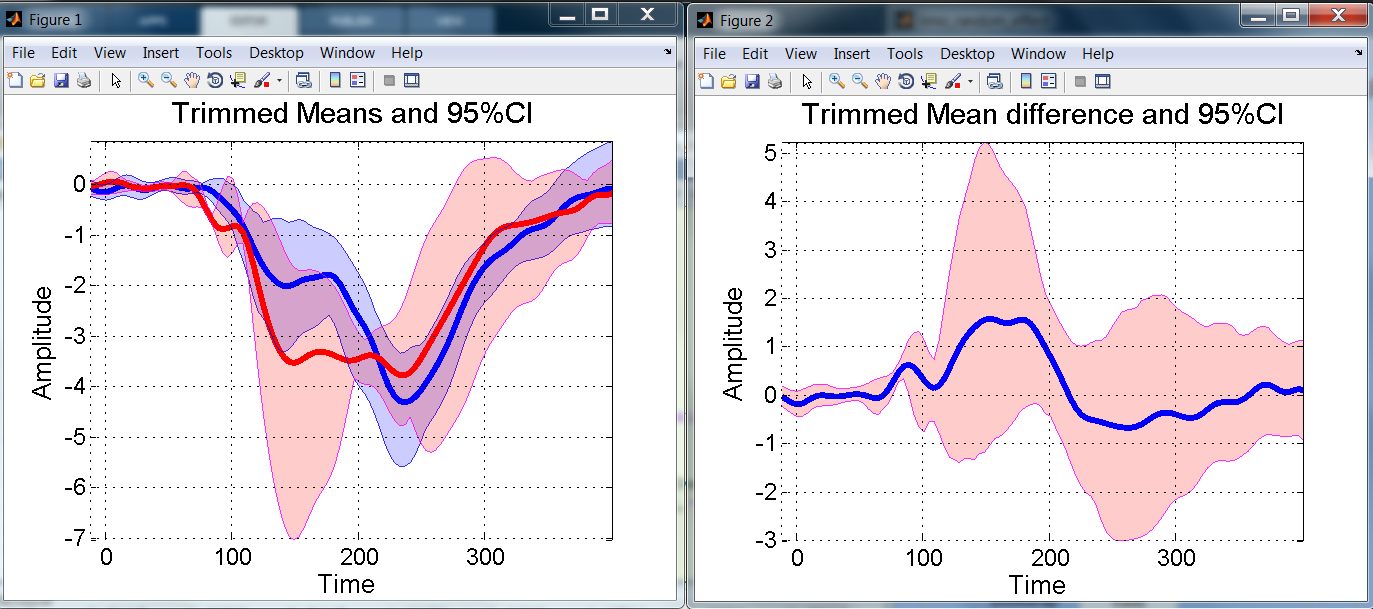 Figure 1
File Edit View Insert Tools Desktop Window Help
Trimmed Means and 95%CI
0
-1
-2
-3
-4
-5
-6
-7
Amplitude
0 100 200 300
Time
Figure 2
File Edit View Insert Tools Desktop Window Help
Trimmed Mean difference and 95%CI
5
4
3
2
1
0
-1
-2
-3
Amplitude
0 100 200 300
Time